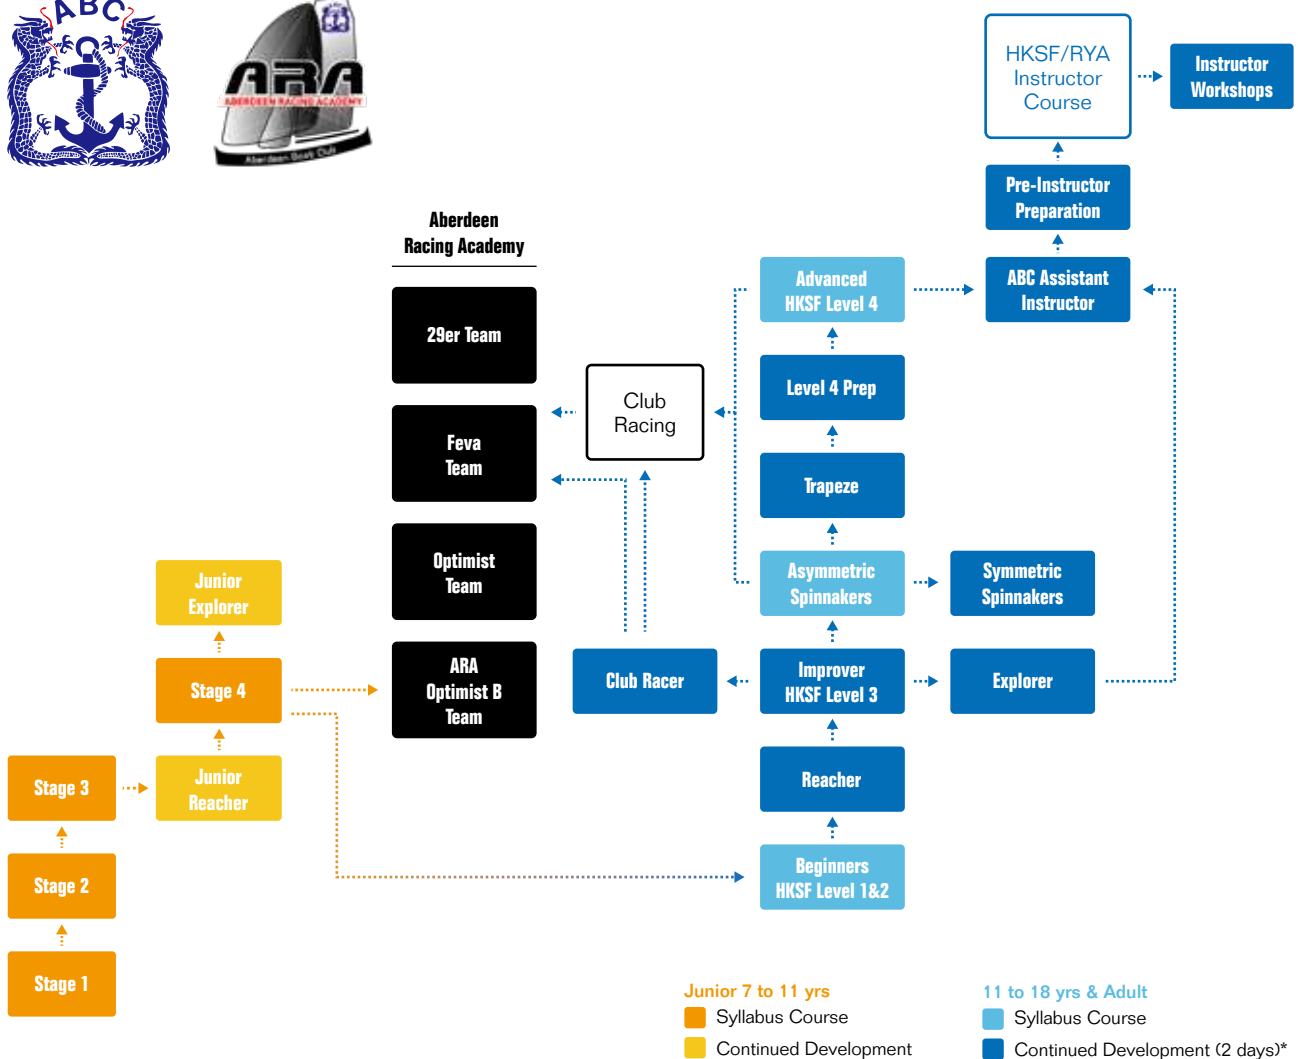 ABC
ARA
ABERDEEN RACING ACADEMY
Aberdeen Boat Club
HKSF/RYA
Instructor
Course
Instructor
Workshops
Pre-Instructor
Preparation
Aberdeen
Racing Academy
Advanced
HKSF Level 4
ABC Assistant
Instructor
29er Team
Level 4 Prep
Club
Racing
Feva
Team
Trapeze
Optimist
Team
Asymmetric
Spinnakers
Symmetric
Spinnakers
Junior
Explorer
Stage 4
ARA
Optimist B
Team
Club Racer
Improver
HKSF Level 3
Explorer
Stage 3
Junior
Reacher
Reacher
Stage 2
Beginners
HKSF Level 1&2
Stage 1
Junior 7 to 11 yrs
Syllabus Course
Continued Development
11 to 18 yrs & Adult
Syllabus Course
Continued Development (2 days)*